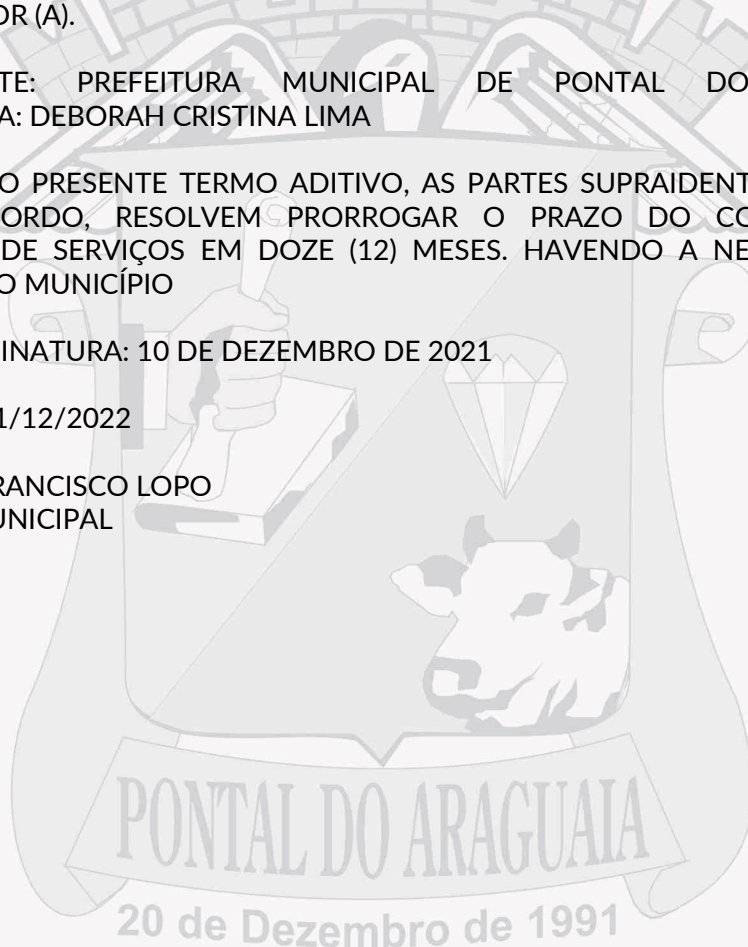 OR (A).
TE: PREFEITURA MUNICIPAL DE PONTAL DO
A: DEBORAH CRISTINA LIMA
O PRESENTE TERMO ADITIVO, AS PARTES SUPRAIDENT
ORDO, RESOLVEM PRORROGAR O PRAZO DO CO
DE SERVIÇOS EM DOZE (12) MESES. HAVENDO A NE
O MUNICÍPIO
INATURA: 10 DE DEZEMBRO DE 2021
1/12/2022
RANCISCO LOPO
UNICIPAL
PONTAL DO ARAGUAIA
20 de Dezembro de 1991